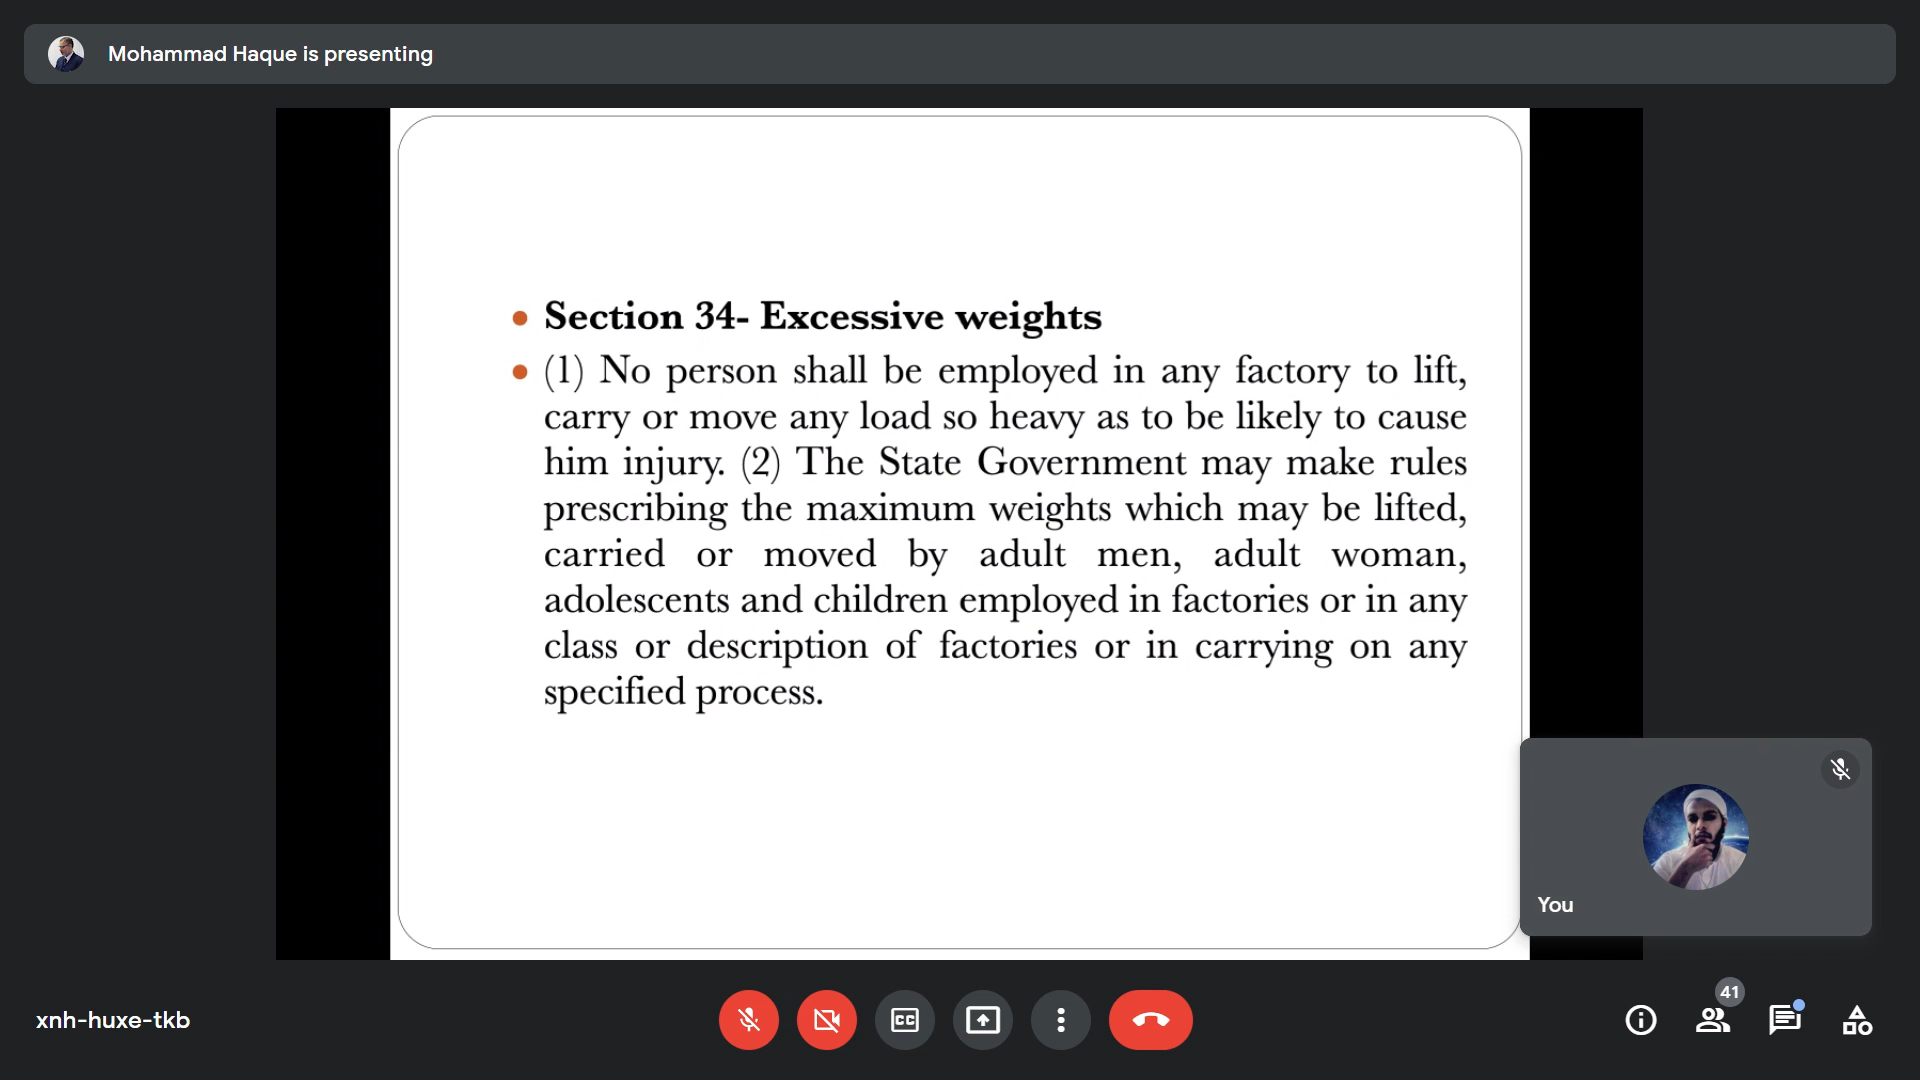 Mohammad Haque is presenting
• Section 34- Excessive weights
• (1) No person shall be employed in any factory to lift,
carry or move any load so heavy as to be likely to cause
him injury. (2) The State Government may make rules
prescribing the maximum weights which may be lifted,
carried or moved by adult men, adult woman,
adolescents and children employed in factories or in any
class or description of factories or in carrying on any
specified process.
You
xnh-huxe-tkb
CC
41